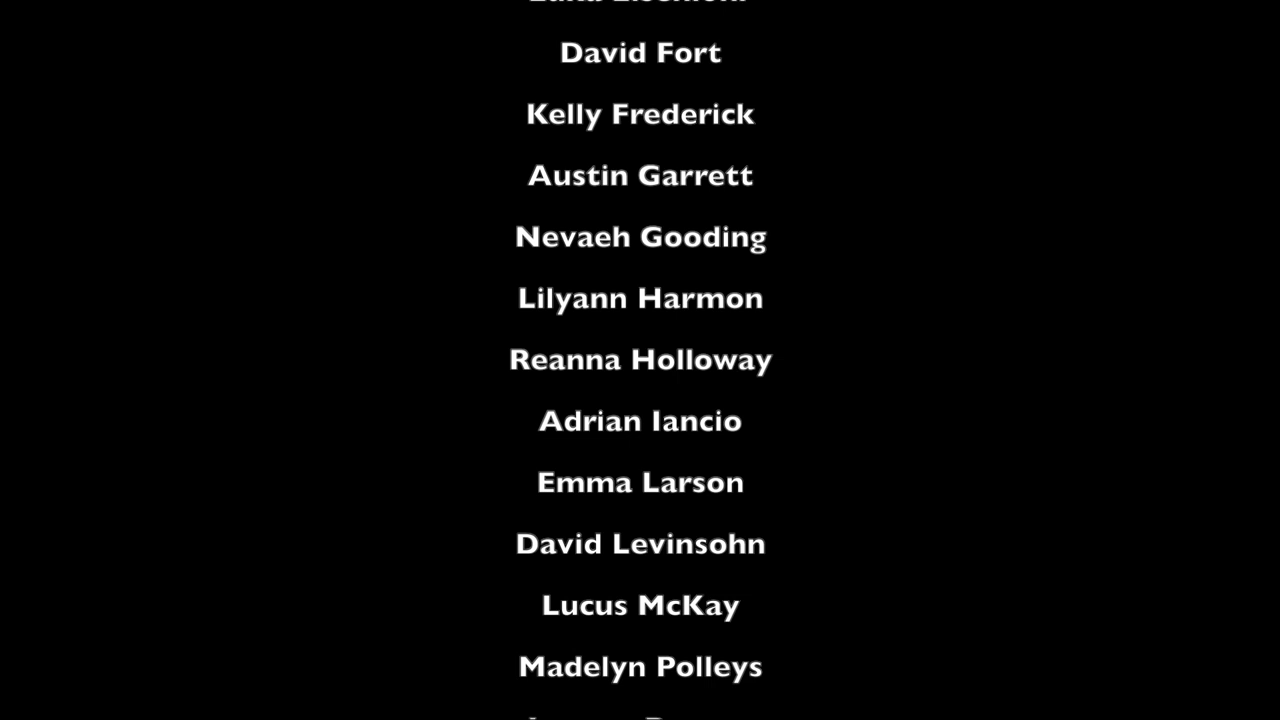 David Fort
Kelly Frederick
Austin Garrett
Nevaeh Gooding
Lilyann Harmon
Reanna Holloway
Adrian Iancio
Emma Larson
David Levinsohn
Lucus McKay
Madelyn Polleys